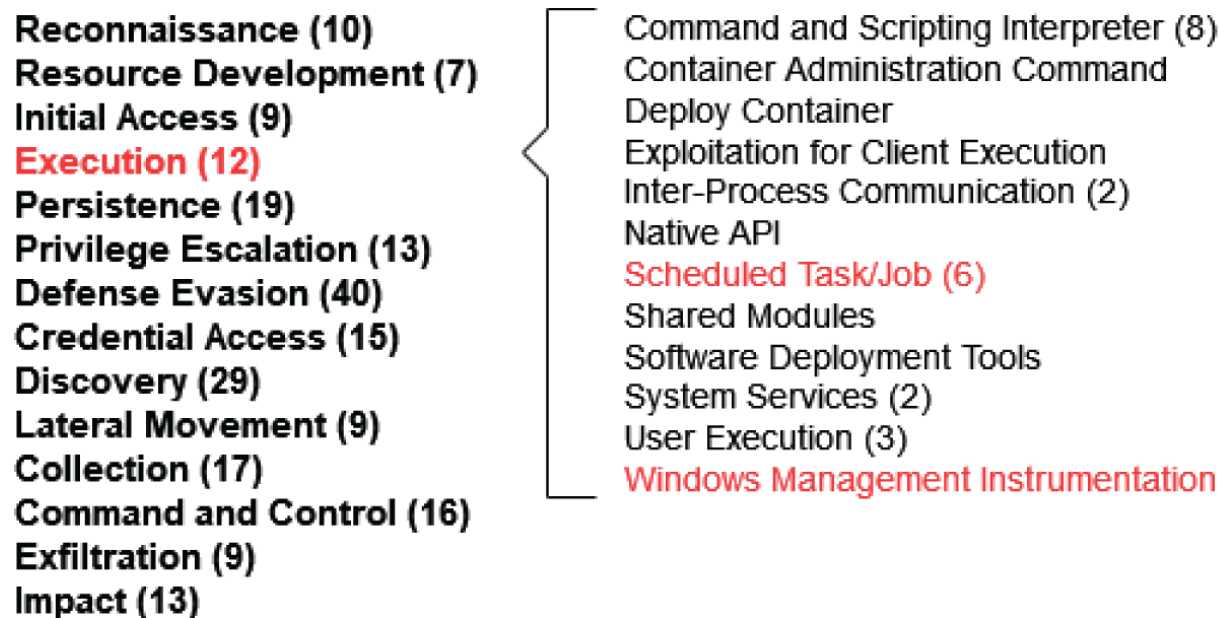 Reconnaissance (10)
Resource Development (7)
Initial Access (9)
Execution (12)
Persistence (19)
Privilege Escalation (13)
Defense Evasion (40)
Credential Access (15)
Discovery (29)
Lateral Movement (9)
Collection (17)
Command and Control (16)
Exfiltration (9)
Impact (13)
Command and Scripting Interpreter (8)
Container Administration Command
Deploy Container
Exploitation for Client Execution
Inter-Process Communication (2)
Native API
Scheduled Task/Job (6)
Shared Modules
Software Deployment Tools
System Services (2)
User Execution (3)
Windows Management Instrumentation